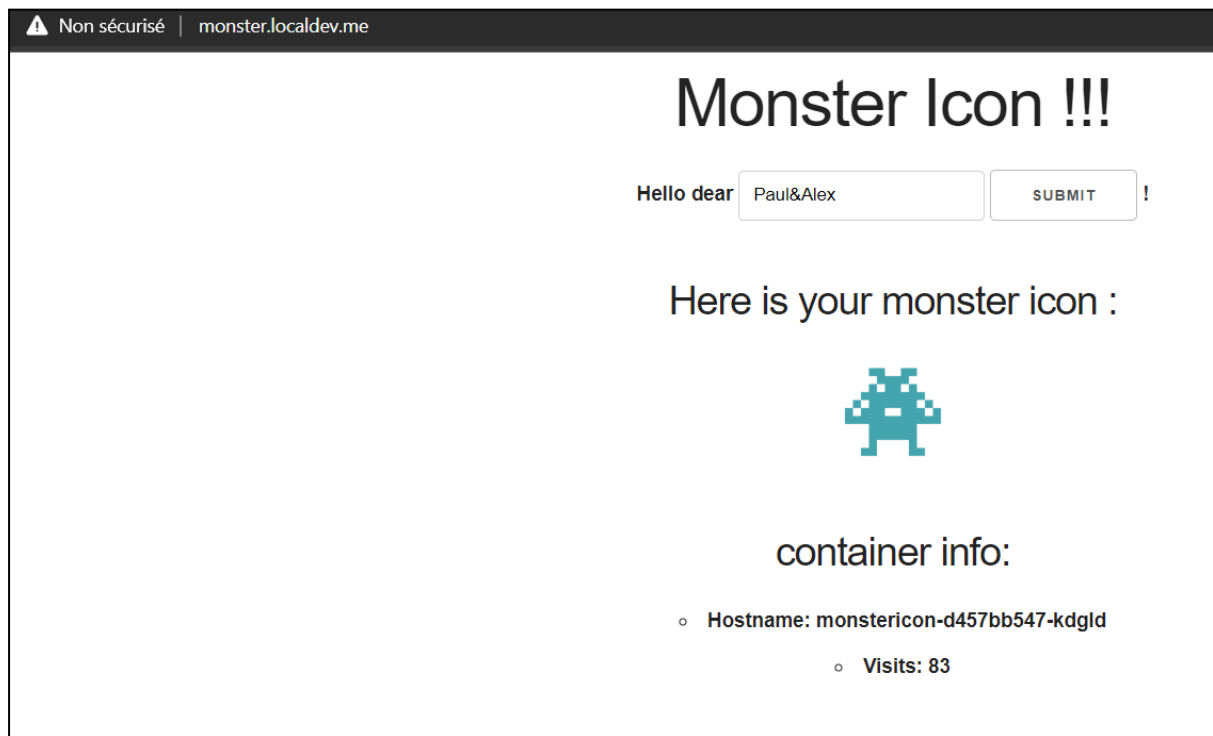 Non sécurisé | monster.localdev.me
Monster Icon !!!
Hello dear Paul&Alex SUBMIT !
Here is your monster icon :
container info:
Hostname: monstericon-d457bb547-kdgld
Visits: 83